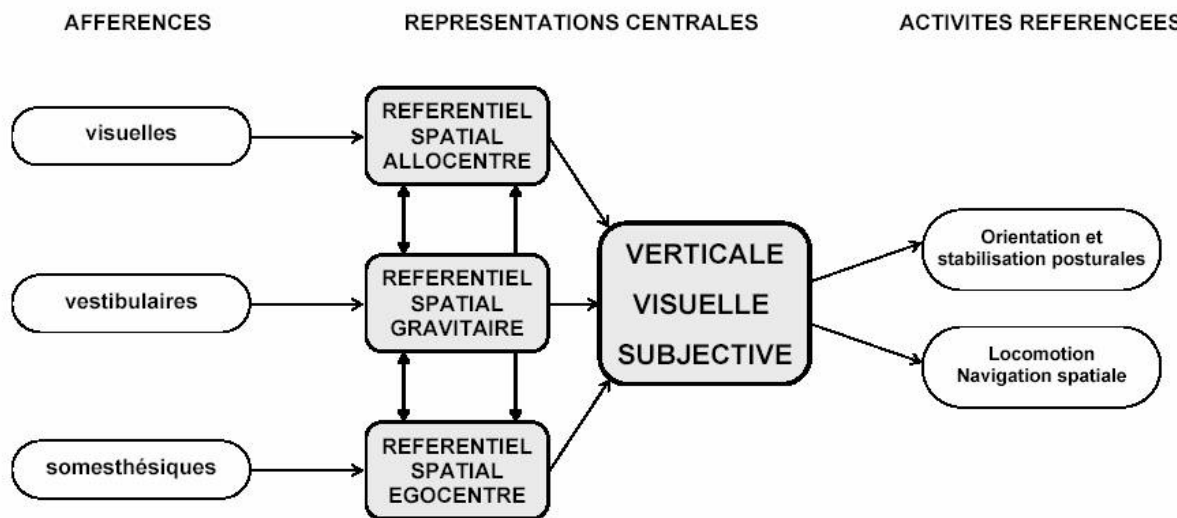 AFFERENCES
REPRESENTATIONS CENTRALES
ACTIVITES REFERENCEES
visuelles
REFERENTIEL
SPATIAL
ALLOCENTRE
vestibulaires
REFERENTIEL
SPATIAL
GRAVITAIRE
somesthésiques
REFERENTIEL
SPATIAL
EGOCENTRE
VERTICALE
VISUELLE
SUBJECTIVE
Orientation et
stabilisation posturales
Locomotion
Navigation spatiale